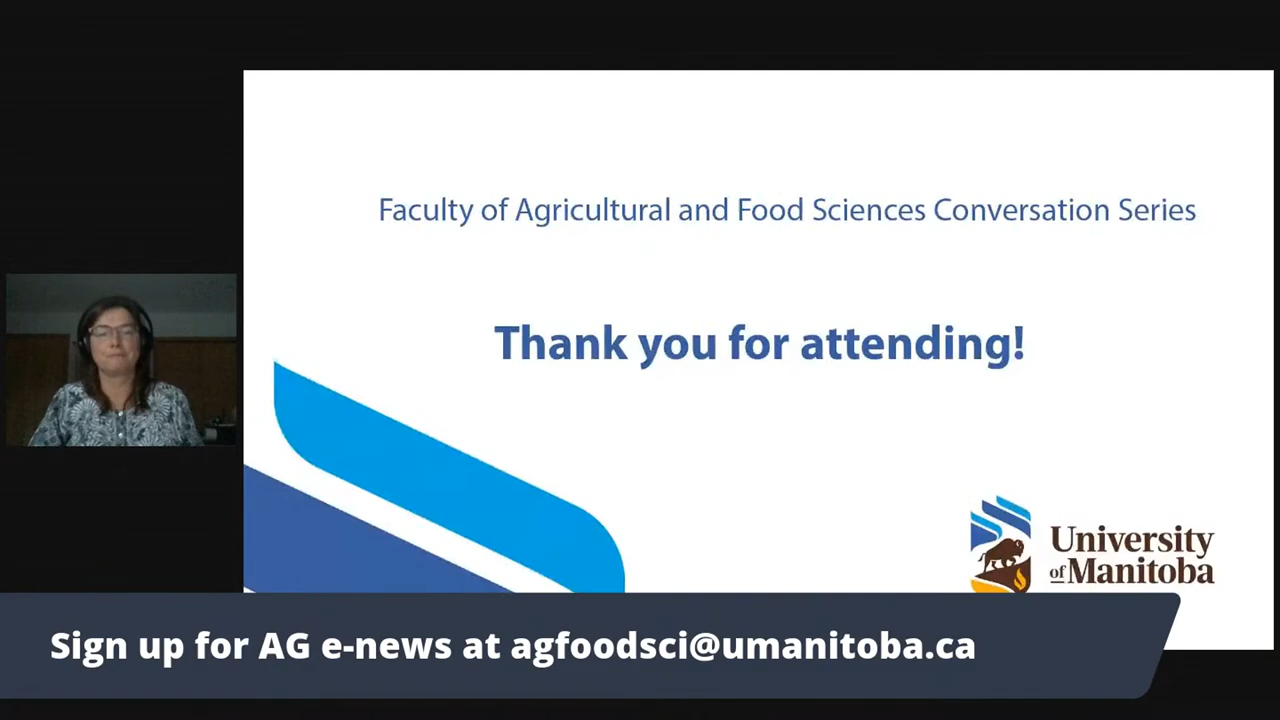 Faculty of Agricultural and Food Sciences Conversation Series
Thank you for attending!
University
of Manitoba
Sign up for AG e-news at agfoodsci@umanitoba.ca